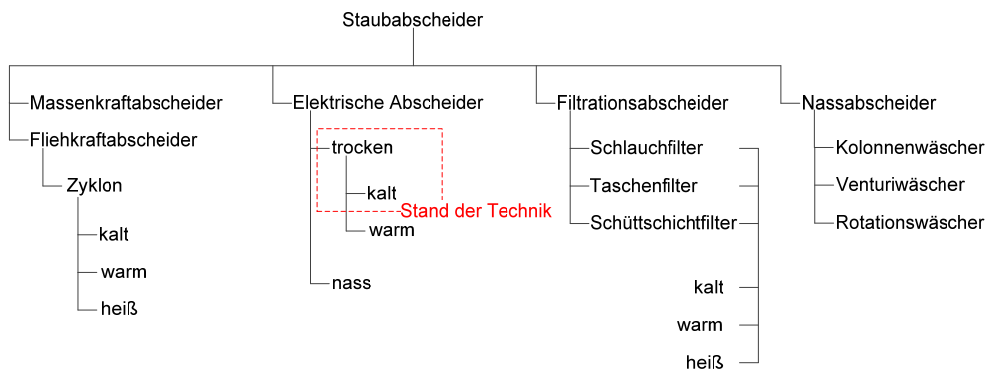 Staubabscheider
Massenkraftabscheider
Fliehkraftabscheider
Zyklon
kalt
warm
heiß
Elektrische Abscheider
trocken
kalt
Stand der Technik
warm
nass
Filtrationsabscheider
Schlauchfilter
Taschenfilter
Schüttschichtfilter
kalt
warm
heiß
Nassabscheider
Kolonnenwäscher
Venturiwäscher
Rotationswäscher